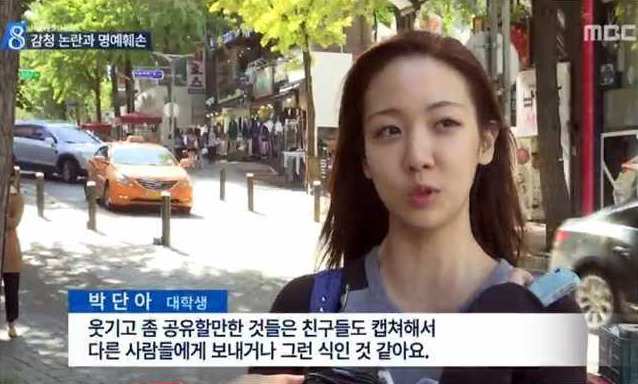 8 감청 논란과 명예훼손
MBC
박단아 대학생
웃기고 좀 공유할만한 것들은 친구들도 캡쳐해서
다른 사람들에게 보내거나 그런 식인 것 같아요.